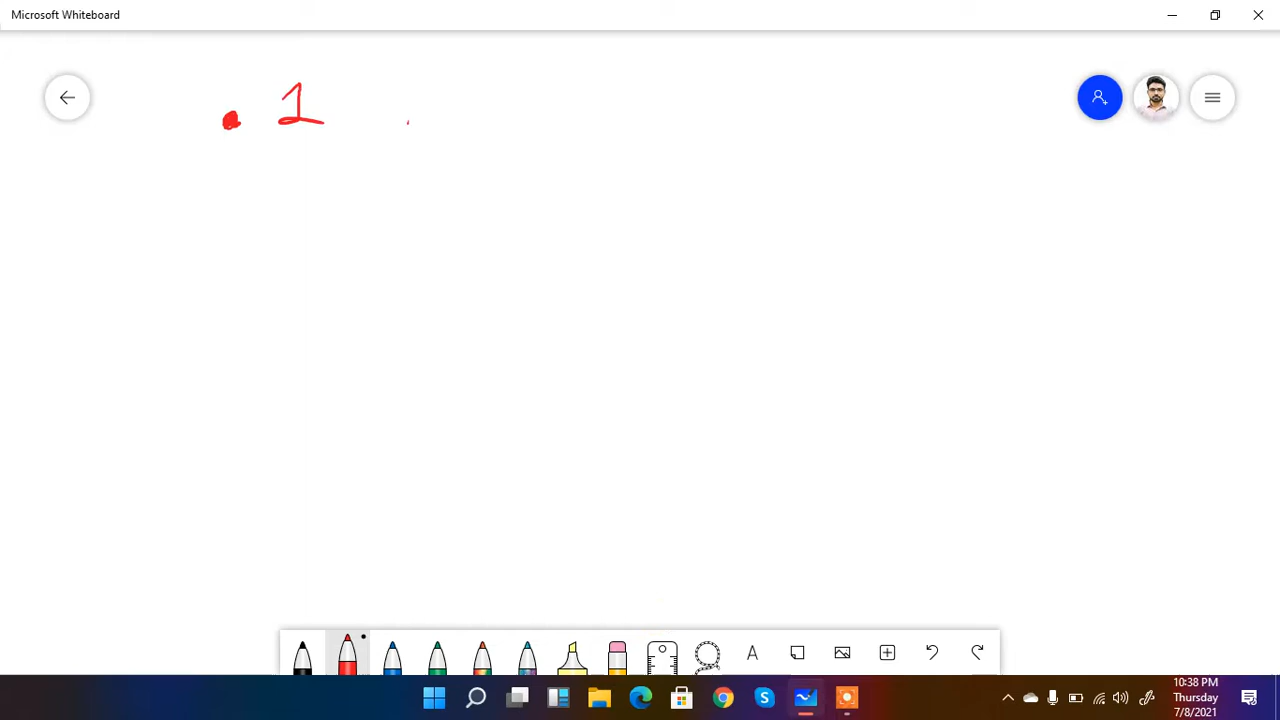 Microsoft Whiteboard
. 1 .
A
10:38 PM
Thursday
7/8/2021